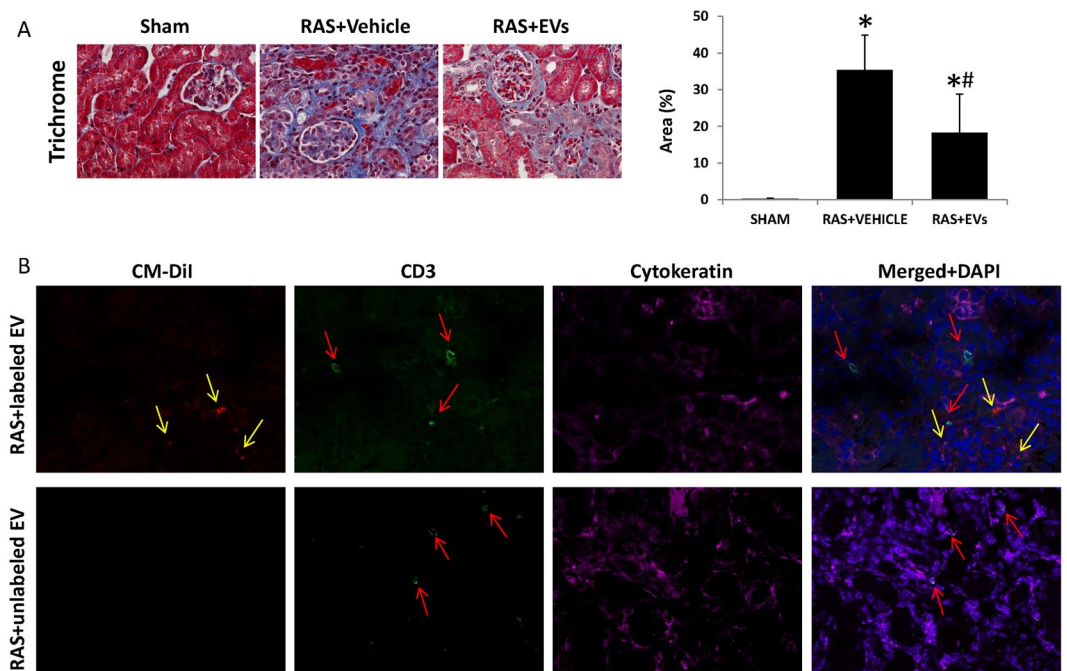 A
Sham
RAS+Vehicle
RAS+EVs
Trichrome
Area (%)
50
40
30
20
10
0
*
*#
SHAM
RAS+VEHICLE
RAS+EVs
B
CM-DiI
CD3
Cytokeratin
Merged+DAPI
RAS+labeled EV
RAS+unlabeled EV